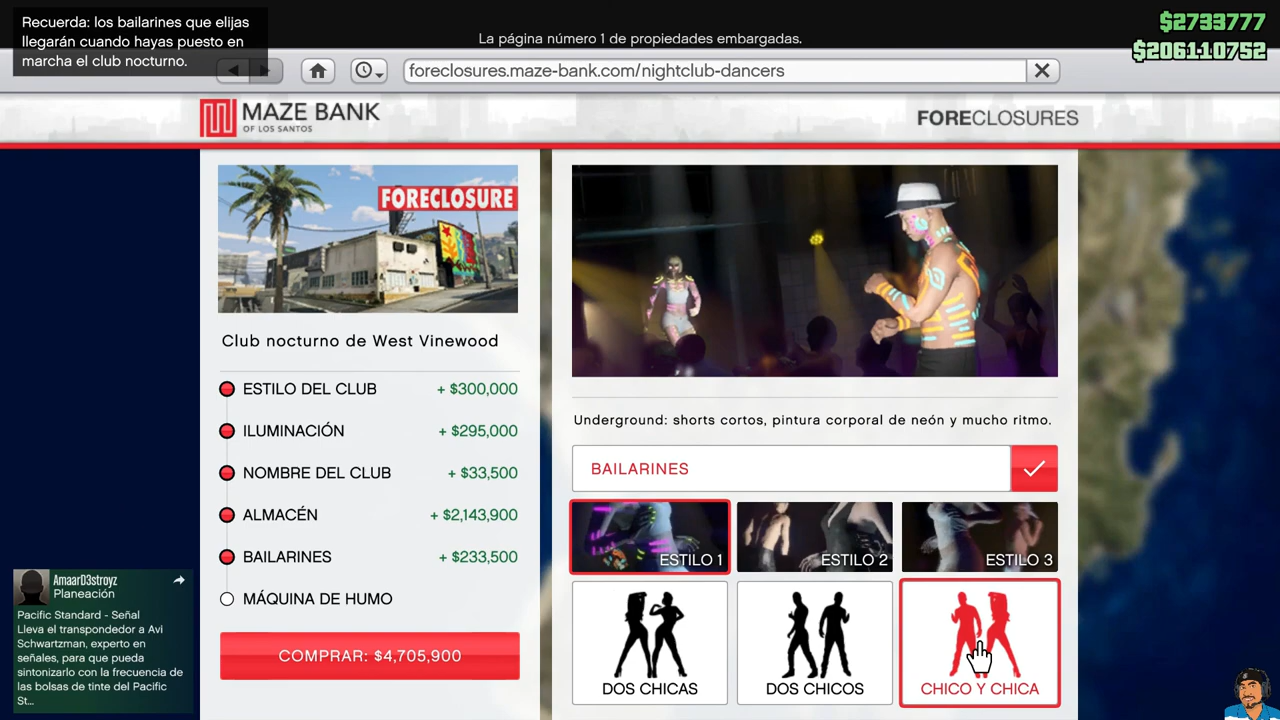 Recuerda: los bailarines que elijas
llegarán cuando hayas puesto en
marcha el club nocturno.
La página número 1 de propiedades embargadas.
$2733777
$206110752
foreclosures.maze-bank.com/nightclub-dancers
MAZE BANK
OF LOS SANTOS
FORECLOSURES
FORECLOSURE
Club nocturno de West Vinewood
ESTILO DEL CLUB + $300,000
ILUMINACIÓN + $295,000
NOMBRE DEL CLUB + $33,500
ALMACÉN + $2,143,900
BAILARINES + $233,500
MÁQUINA DE HUMO
COMPRAR: $4,705,900
Underground: shorts cortos, pintura corporal de neón y mucho ritmo.
BAILARINES
ESTILO 1
ESTILO 2
ESTILO 3
DOS CHICAS
DOS CHICOS
CHICO Y CHICA
AmaarD3stroyz
Planeación
Pacific Standard - Señal
Lleva el transpondedor a Avi
Schwartzman, experto en
señales, para que pueda
sintonizarlo con la frecuencia de
las bolsas de tinte del Pacific
St...